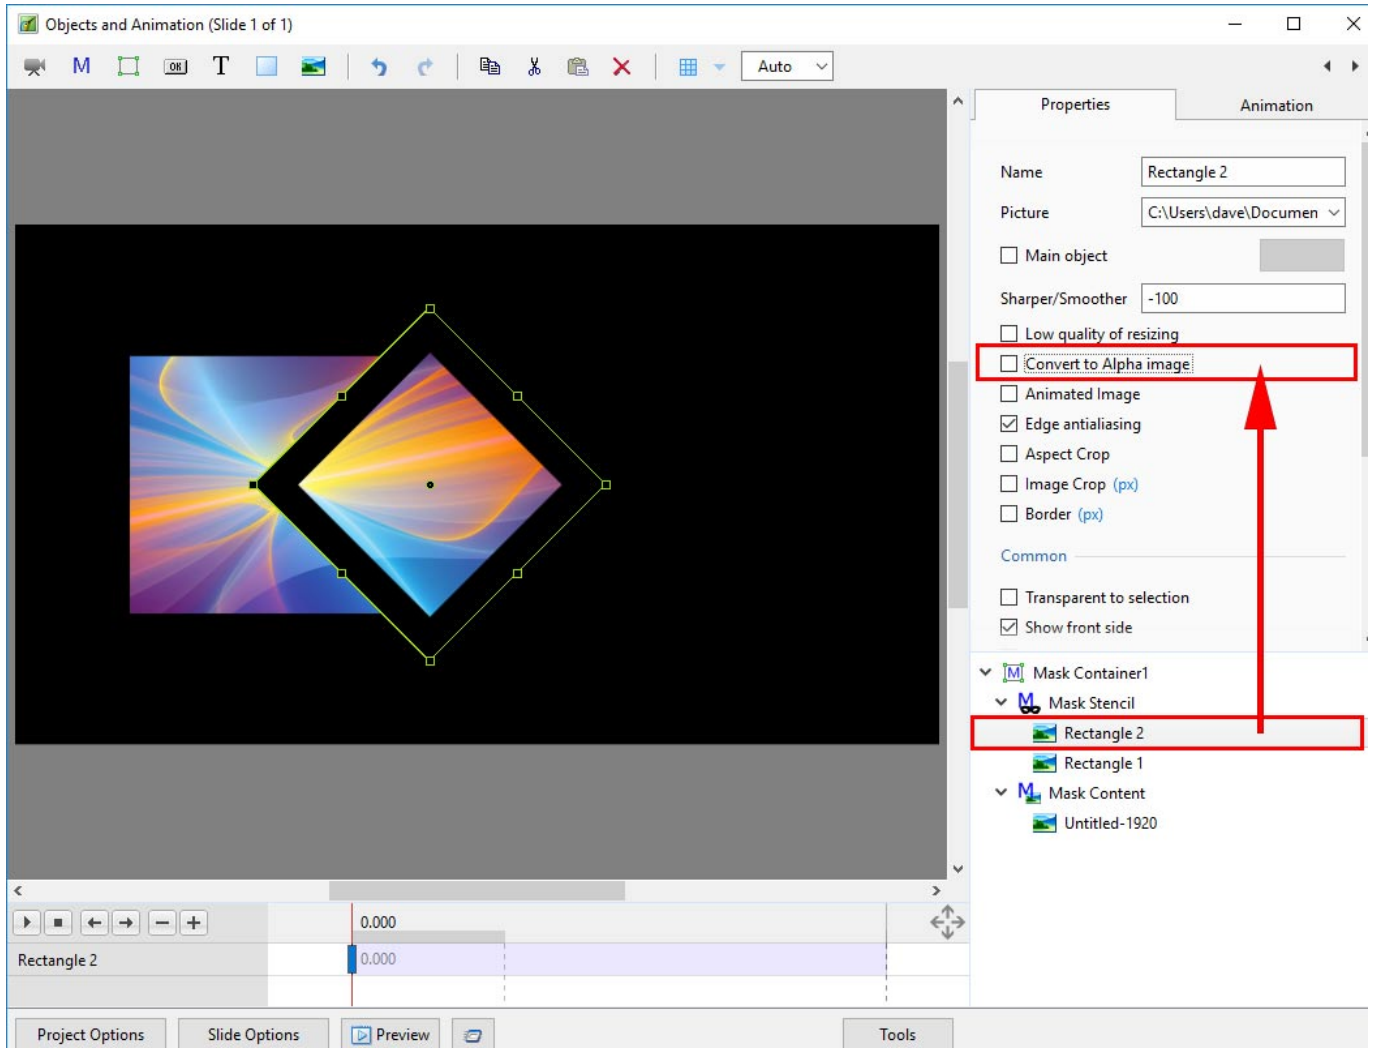 Objects and Animation (Slide 1 of 1)
M OK T Auto
Properties Animation
Name Rectangle 2
Picture C:\Users\dave\Documen
Main object
Sharper/Smoother -100
Low quality of resizing
Convert to Alpha image
Animated Image
Edge antialiasing
Aspect Crop
Image Crop (px)
Border (px)
Common
Transparent to selection
Show front side
M Mask Container1
M Mask Stencil
Rectangle 2
Rectangle 1
M Mask Content
Untitled-1920
0.000
Rectangle 2 0.000
Project Options Slide Options Preview Tools